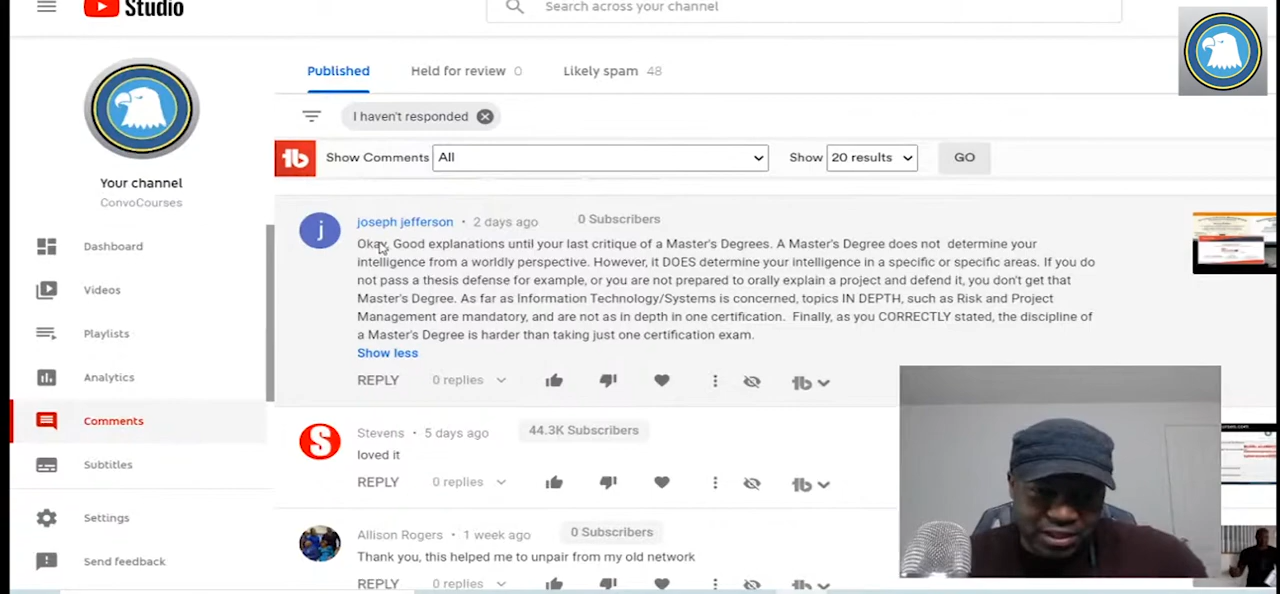 Studio
Search across your channel
Published
Held for review 0
Likely spam 48
I haven't responded
Show Comments All
Show 20 results
GO
Your channel
ConvoCourses
Dashboard
Videos
Playlists
Analytics
Comments
Subtitles
Settings
Send feedback
joseph jefferson • 2 days ago
0 Subscribers
Okay, Good explanations until your last critique of a Master's Degrees. A Master's Degree does not determine your
intelligence from a worldly perspective. However, it DOES determine your intelligence in a specific or specific areas. If you do
not pass a thesis defense for example, or you are not prepared to orally explain a project and defend it, you don't get that
Master's Degree. As far as Information Technology/Systems is concerned, topics IN DEPTH, such as Risk and Project
Management are mandatory, and are not as in depth in one certification. Finally, as you CORRECTLY stated, the discipline of
a Master's Degree is harder than taking just one certification exam.
Show less
REPLY
0 replies
Stevens • 5 days ago
44.3K Subscribers
loved it
REPLY
0 replies
Allison Rogers • 1 week ago
0 Subscribers
Thank you, this helped me to unpair from my old network
REPLY
0 replies